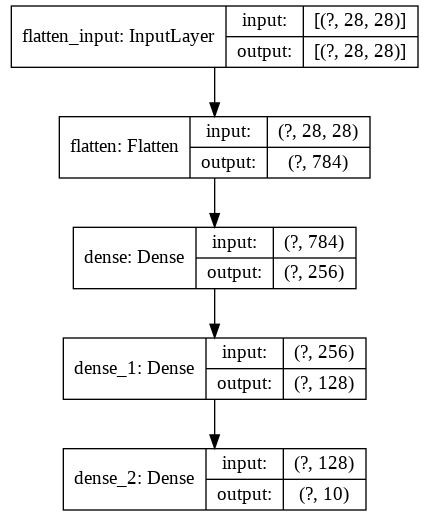 flatten_input: InputLayer
input: [(?, 28, 28)]
output: [(?, 28, 28)]
flatten: Flatten
input: (?, 28, 28)
output: (?, 784)
dense: Dense
input: (?, 784)
output: (?, 256)
dense_1: Dense
input: (?, 256)
output: (?, 128)
dense_2: Dense
input: (?, 128)
output: (?, 10)